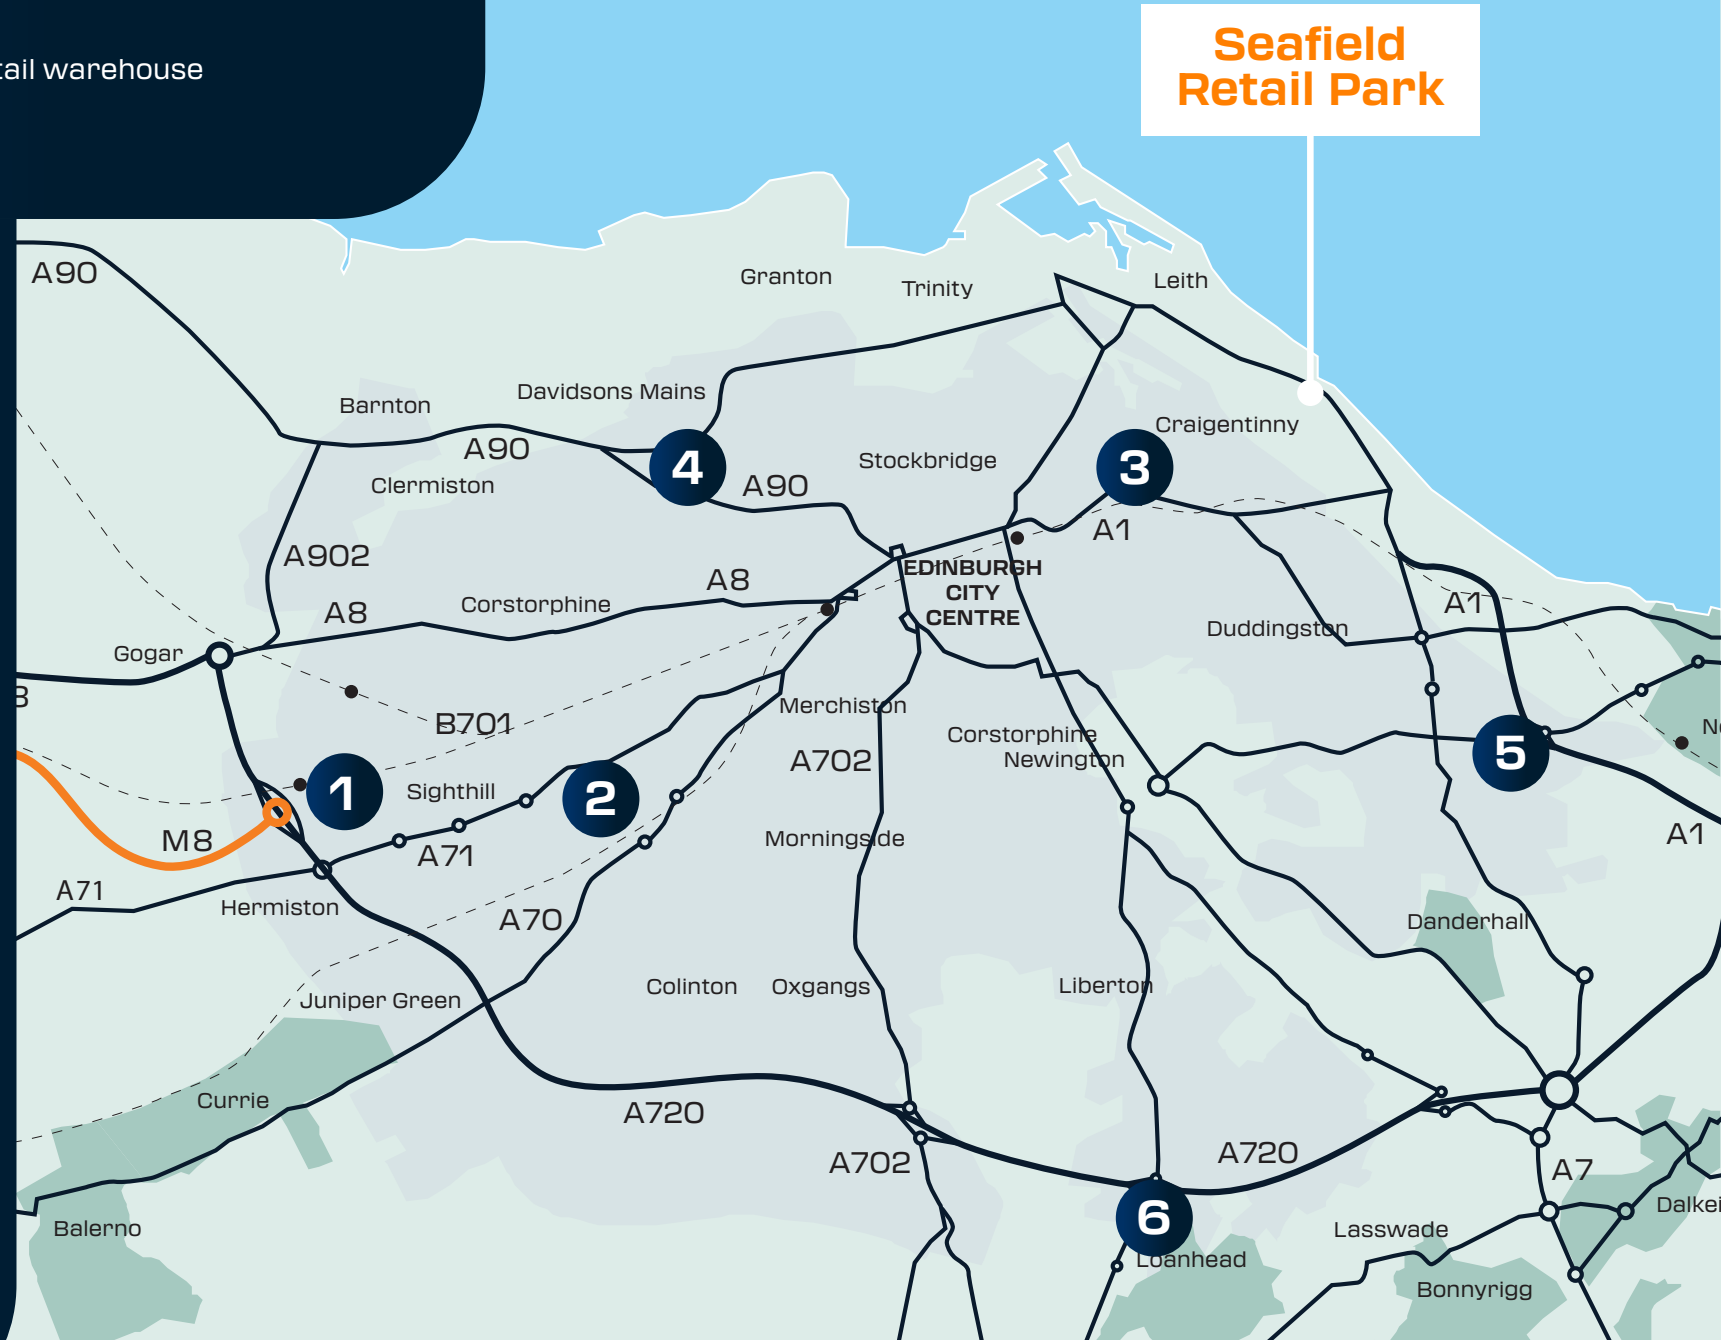 tail warehouse
Seafield
Retail Park
A90
Granton
Trinity
Leith
Barnton
Davidsons Mains
A90
Craigentinny
Stockbridge
4
3
Clermiston
A90
A1
A902
A8
EDINBURGH
CITY
CENTRE
A8
Corstorphine
A1
Duddingston
Gogar
B701
Merchiston
Corstorphine
Newington
A702
5
1
Sighthill
2
M8
A71
Morningside
A1
A71
Hermiston
A70
Danderhall
Juniper Green
Colinton
Oxgangs
Liberton
Currie
A720
A702
A720
A7
Dalkei
6
Balerno
Lasswade
Loanhead
Bonnyrigg